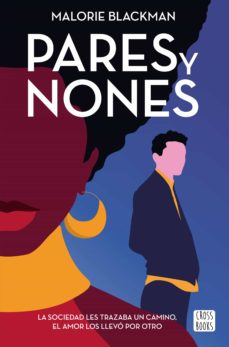 MALORIE BLACKMAN
PARES Y
NONES
LA SOCIEDAD LES TRAZABA UN CAMINO,
EL AMOR LOS LLEVÓ POR OTRO
CROSS
BOOKS